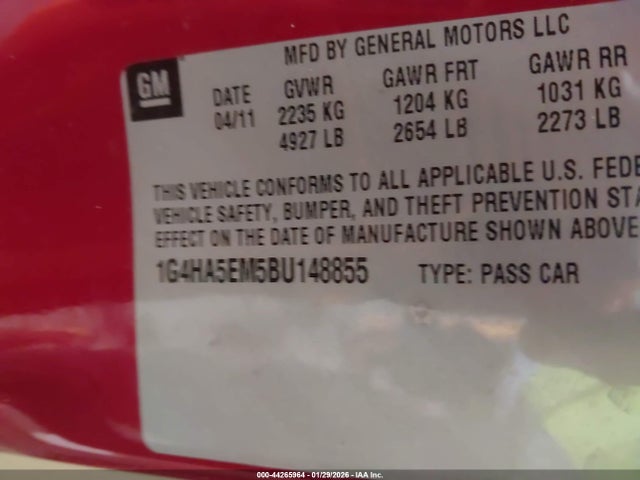 MFD BY GENERAL MOTORS LLC
GM
DATE GVWR GAWR FRT GAWR RR
04/11 2235 KG 1204 KG 1031 KG
4927 LB 2654 LB 2273 LB
THIS VEHICLE CONFORMS TO ALL APPLICABLE U.S. FEDE
VEHICLE SAFETY, BUMPER, AND THEFT PREVENTION STA
EFFECT ON THE DATE OF MANUFACTURE SHOWN ABOVE
1G4HA5EM5BU148855 TYPE: PASS CAR
000-44265964 - 01/29/2026 - IAA Inc.